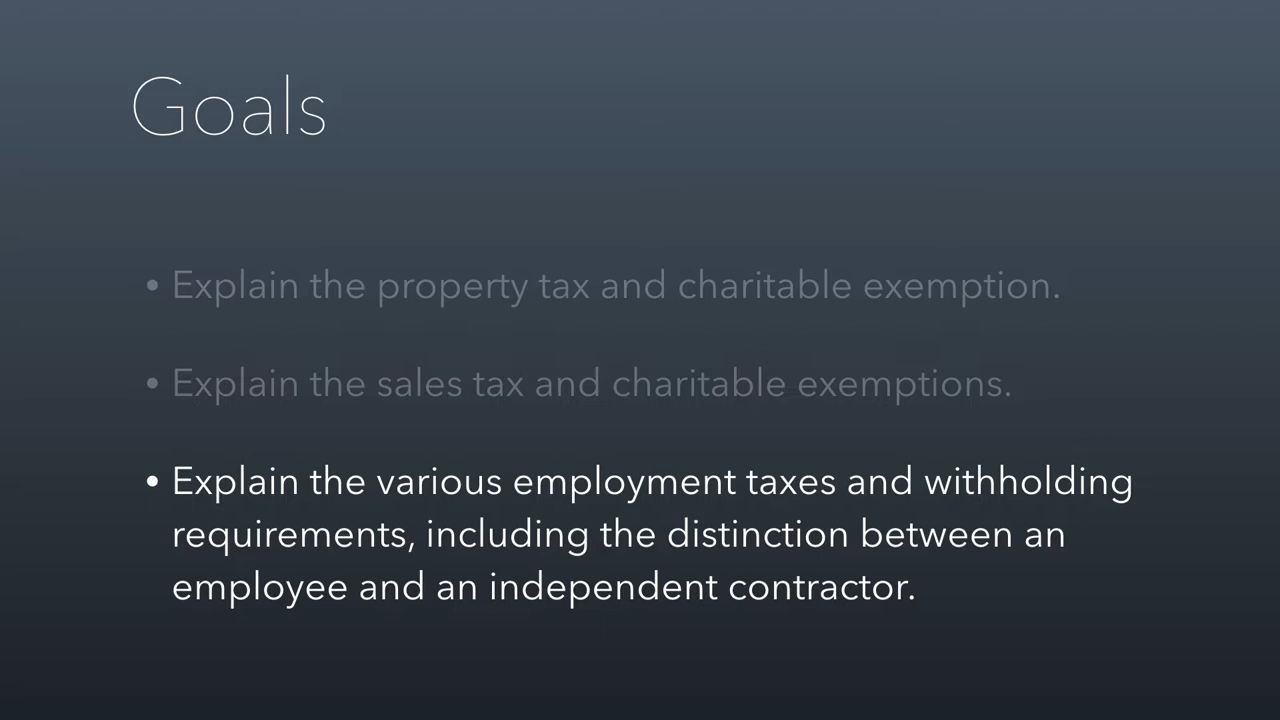 Goals
• Explain the property tax and charitable exemption.
• Explain the sales tax and charitable exemptions.
• Explain the various employment taxes and withholding
requirements, including the distinction between an
employee and an independent contractor.